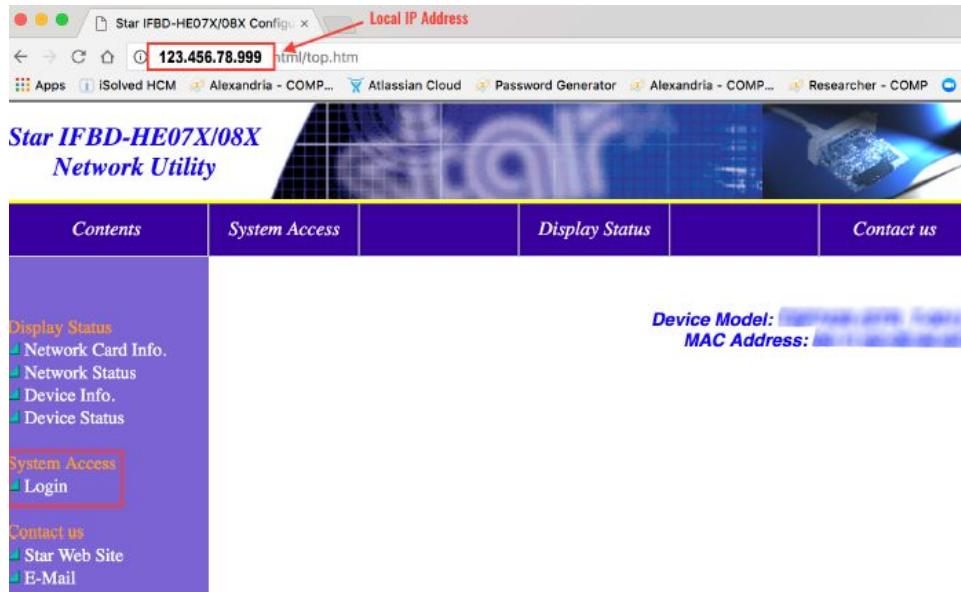 Star IFBD-HE07X/08X Config
Local IP Address
123.456.78.999 html/top.htm
Apps iSolved HCM Alexandria - COMP... Atlassian Cloud Password Generator Alexandria - COMP... Researcher - COMP
Star IFBD-HE07X/08X
Network Utility
star
Contents System Access Display Status Contact us
Device Model:
MAC Address:
Display Status
Network Card Info.
Network Status
Device Info.
Device Status
System Access
Login
Contact us
Star Web Site
E-Mail